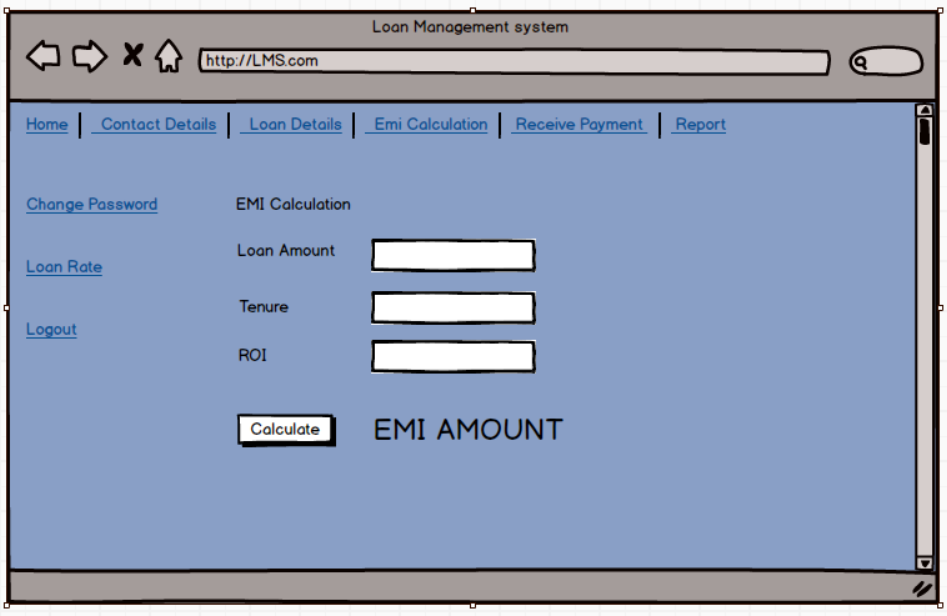 Loan Management system
http://LMS.com
Home Contact Details Loan Details Emi Calculation Receive Payment Report
Change Password
EMI Calculation
Loan Amount
Loan Rate
Tenure
Logout
ROI
Calculate EMI AMOUNT